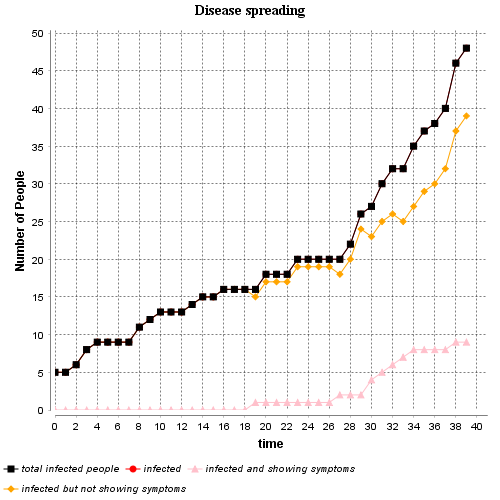 Disease spreading
50
45
40
35
30
25
20
15
10
5
0
Number of People
0 2 4 6 8 10 12 14 16 18 20 22 24 26 28 30 32 34 36 38 40
time
total infected people infected infected and showing symptoms
infected but not showing symptoms